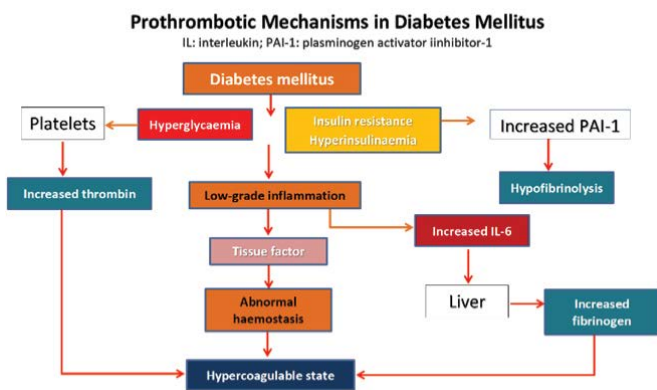 Prothrombotic Mechanisms in Diabetes Mellitus
IL: interleukin; PAI-1: plasminogen activator iinhibitor-1
Diabetes mellitus
Platelets
Hyperglycaemia
Insulin resistance
Hyperinsulinaemia
Increased PAI-1
Increased thrombin
Low-grade inflammation
Hypofibrinolysis
Tissue factor
Increased IL-6
Abnormal
haemostasis
Liver
Increased
fibrinogen
Hypercoagulable state